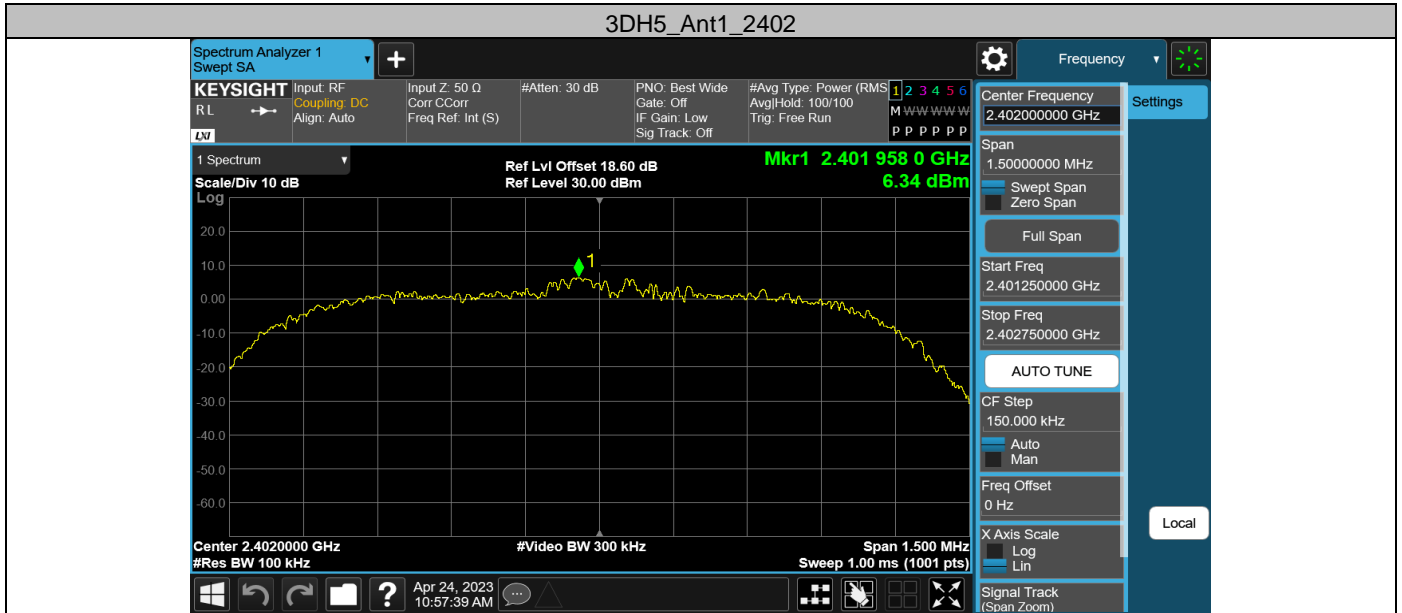 3DH5_Ant1_2402
Spectrum Analyzer 1
Swept SA
Frequency
KEYSIGHT
RL
LXI
Input: RF
Coupling: DC
Align: Auto
Input Z: 50 Ω
Corr CCorr
Freq Ref: Int (S)
#Atten: 30 dB
PNO: Best Wide
Gate: Off
IF Gain: Low
Sig Track: Off
#Avg Type: Power (RMS
Avg|Hold: 100/100
Trig: Free Run
1 2 3 4 5 6
M W W W W W
P P P P P P
Center Frequency
2.402000000 GHz
Settings
Span
1.50000000 MHz
Swept Span
Zero Span
Full Span
Start Freq
2.401250000 GHz
Stop Freq
2.402750000 GHz
AUTO TUNE
CF Step
150.000 kHz
Auto
Man
Freq Offset
0 Hz
X Axis Scale
Log
Lin
Signal Track
(Span Zoom)
Local
1 Spectrum
Scale/Div 10 dB
Ref Lvl Offset 18.60 dB
Ref Level 30.00 dBm
Mkr1 2.401 958 0 GHz
6.34 dBm
Log
20.0
10.0
0.00
-10.0
-20.0
-30.0
-40.0
-50.0
-60.0
1
Center 2.4020000 GHz
#Video BW 300 kHz
Span 1.500 MHz
#Res BW 100 kHz
Sweep 1.00 ms (1001 pts)
?
Apr 24, 2023
10:57:39 AM